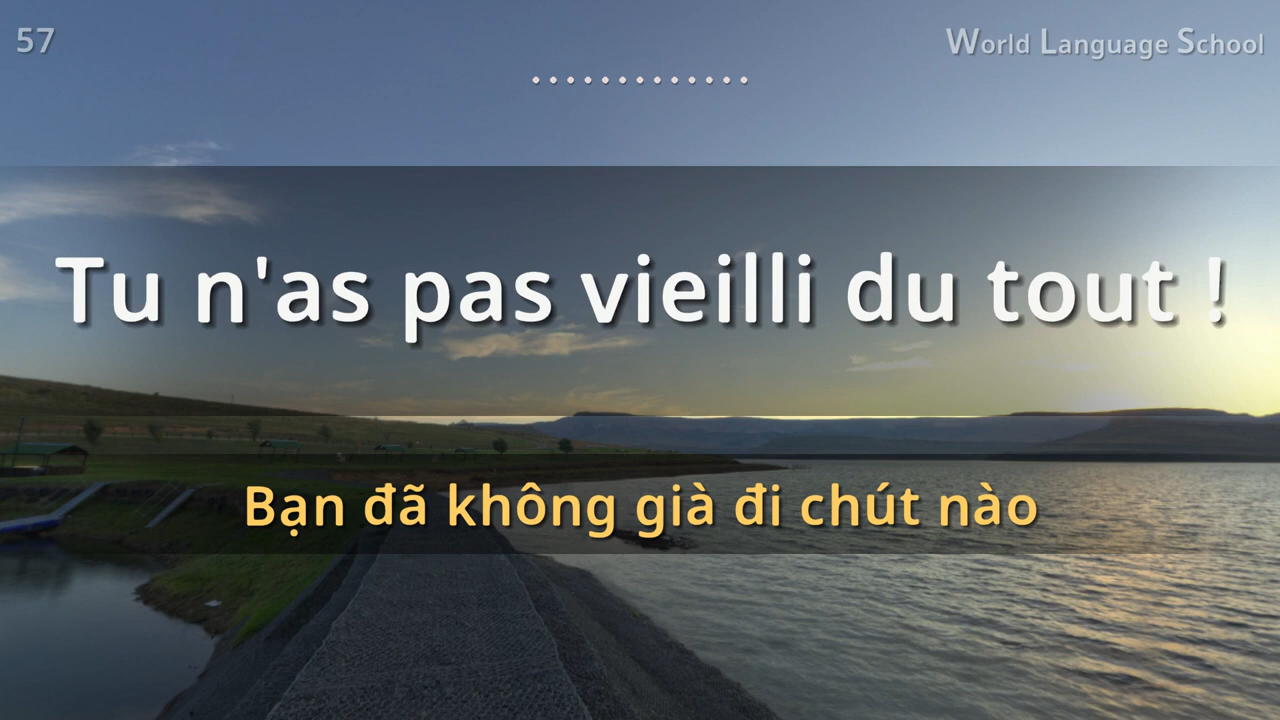 57
World Language School
Tu n'as pas vieilli du tout !
Bạn đã không già đi chút nào